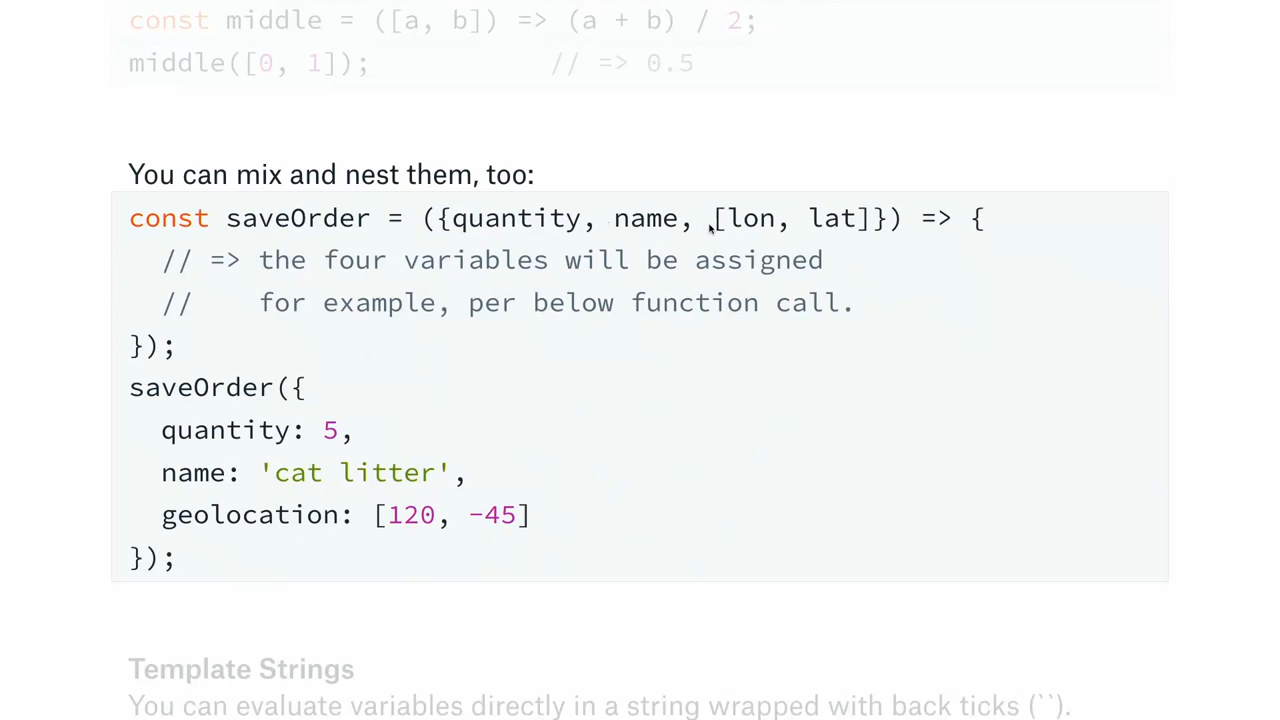 const middle = ([a, b]) => (a + b) / 2;
middle([0, 1]);           // => 0.5
You can mix and nest them, too:
const saveOrder = ({quantity, name, [lon, lat]}) => {
  // => the four variables will be assigned
  //    for example, per below function call.
});
saveOrder({
  quantity: 5,
  name: 'cat litter',
  geolocation: [120, -45]
});
Template Strings
You can evaluate variables directly in a string wrapped with back ticks (``).